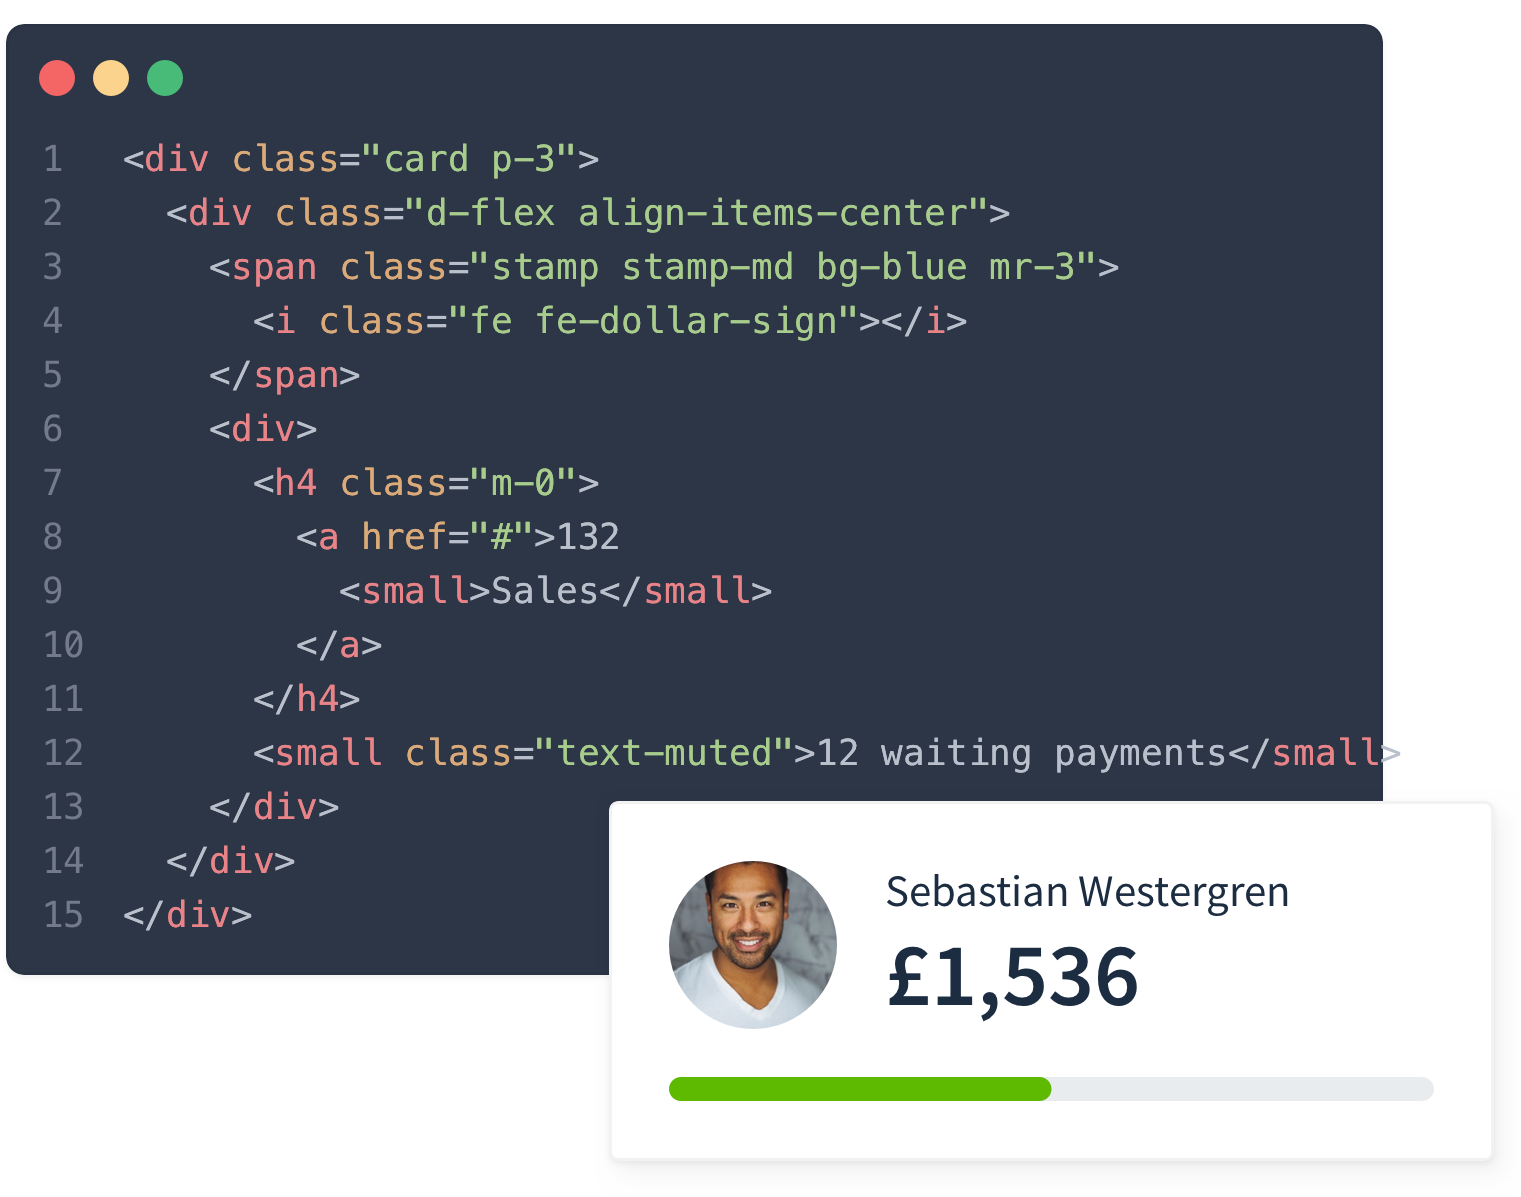 1 <div class="card p-3">
2   <div class="d-flex align-items-center">
3     <span class="stamp stamp-md bg-blue mr-3">
4       <i class="fe fe-dollar-sign"></i>
5     </span>
6     <div>
7       <h4 class="m-0">
8         <a href="#">132
9           <small>Sales</small>
10         </a>
11       </h4>
12       <small class="text-muted">12 waiting payments</small>
13     </div>
14   </div>
15 </div>
Sebastian Westergren
£1,536